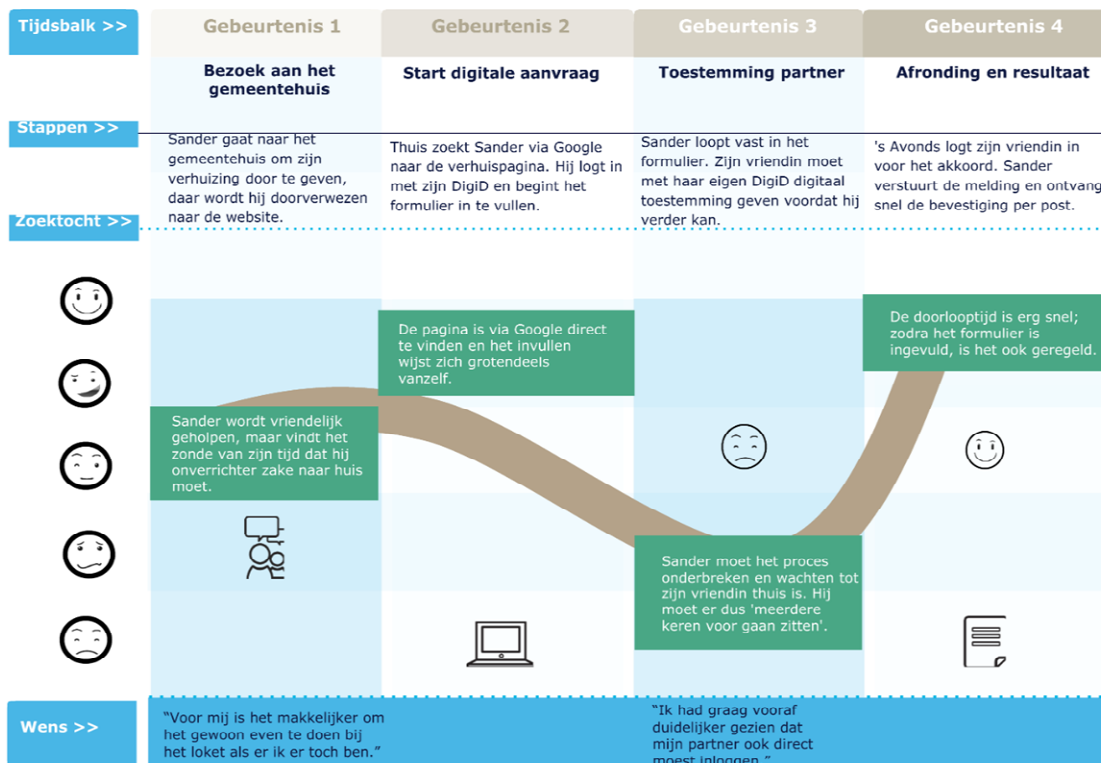 Tijdsbalk >>
Gebeurtenis 1
Gebeurtenis 2
Gebeurtenis 3
Gebeurtenis 4
Bezoek aan het
gemeentehuis
Start digitale aanvraag
Toestemming partner
Afronding en resultaat
Stappen >>
Sander gaat naar het
gemeentehuis om zijn
verhuizing door te geven,
daar wordt hij doorverwezen
naar de website.
Thuis zoekt Sander via Google
naar de verhuispagina. Hij logt in
met zijn DigiD en begint het
formulier in te vullen.
Sander loopt vast in het
formulier. Zijn vriendin moet
met haar eigen DigiD digitaal
toestemming geven voordat hij
verder kan.
's Avonds logt zijn vriendin in
voor het akkoord. Sander
verstuurt de melding en ontvang
snel de bevestiging per post.
Zoektocht >>
Sander wordt vriendelijk
geholpen, maar vindt het
zonde van zijn tijd dat hij
onverrichter zake naar huis
moet.
De pagina is via Google direct
te vinden en het invullen
wijst zich grotendeels
vanzelf.
Sander moet het proces
onderbreken en wachten tot
zijn vriendin thuis is. Hij
moet er dus 'meerdere
keren voor gaan zitten'.
De doorlooptijd is erg snel;
zodra het formulier is
ingevuld, is het ook geregeld.
Wens >>
“Voor mij is het makkelijker om
het gewoon even te doen bij
het loket als er ik er toch ben.”
“Ik had graag vooraf
duidelijker gezien dat
mijn partner ook direct
moest inloggen.”